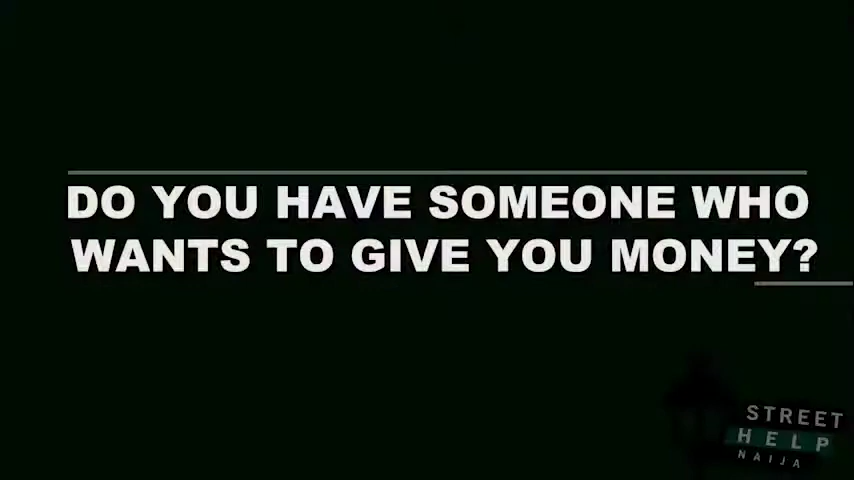 DO YOU HAVE SOMEONE WHO
WANTS TO GIVE YOU MONEY?
STREET
HELP
NAIJA